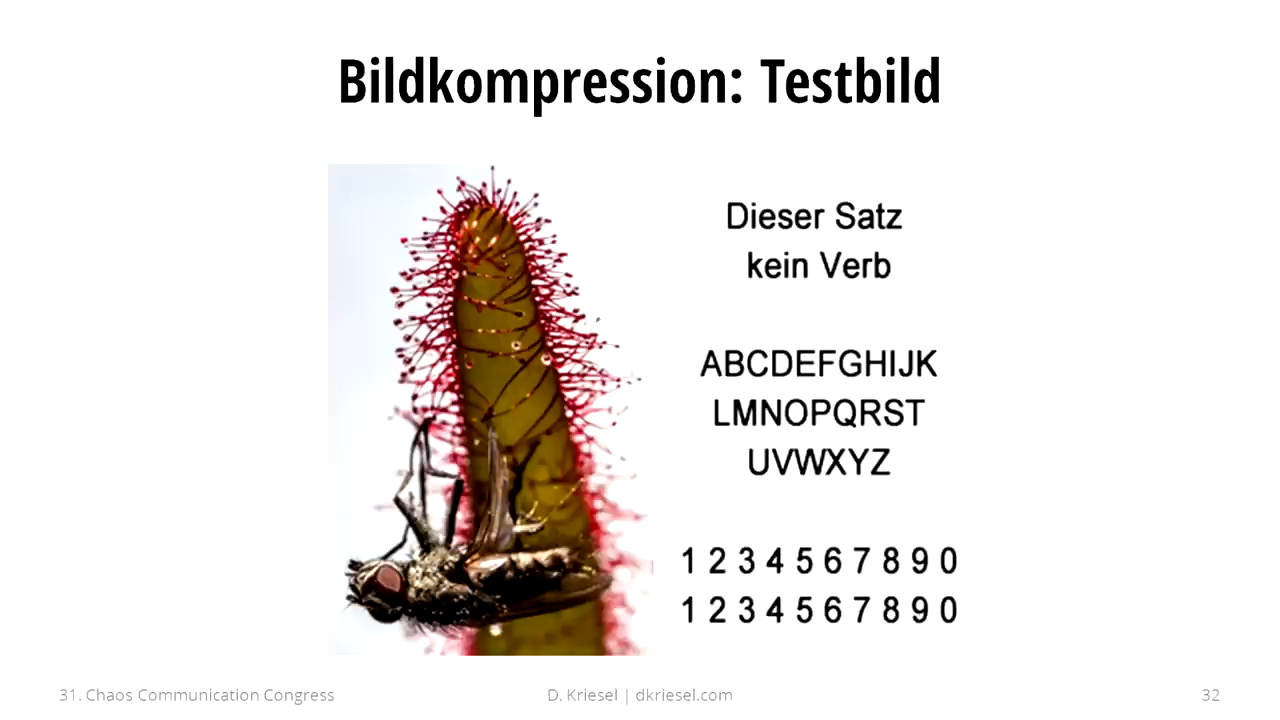 Bildkompression: Testbild
Dieser Satz
kein Verb
ABCDEFGHIJK
LMNOPQRST
UVWXYZ
1 2 3 4 5 6 7 8 9 0
1 2 3 4 5 6 7 8 9 0
31. Chaos Communication Congress
D. Kriesel | dkriesel.com
32